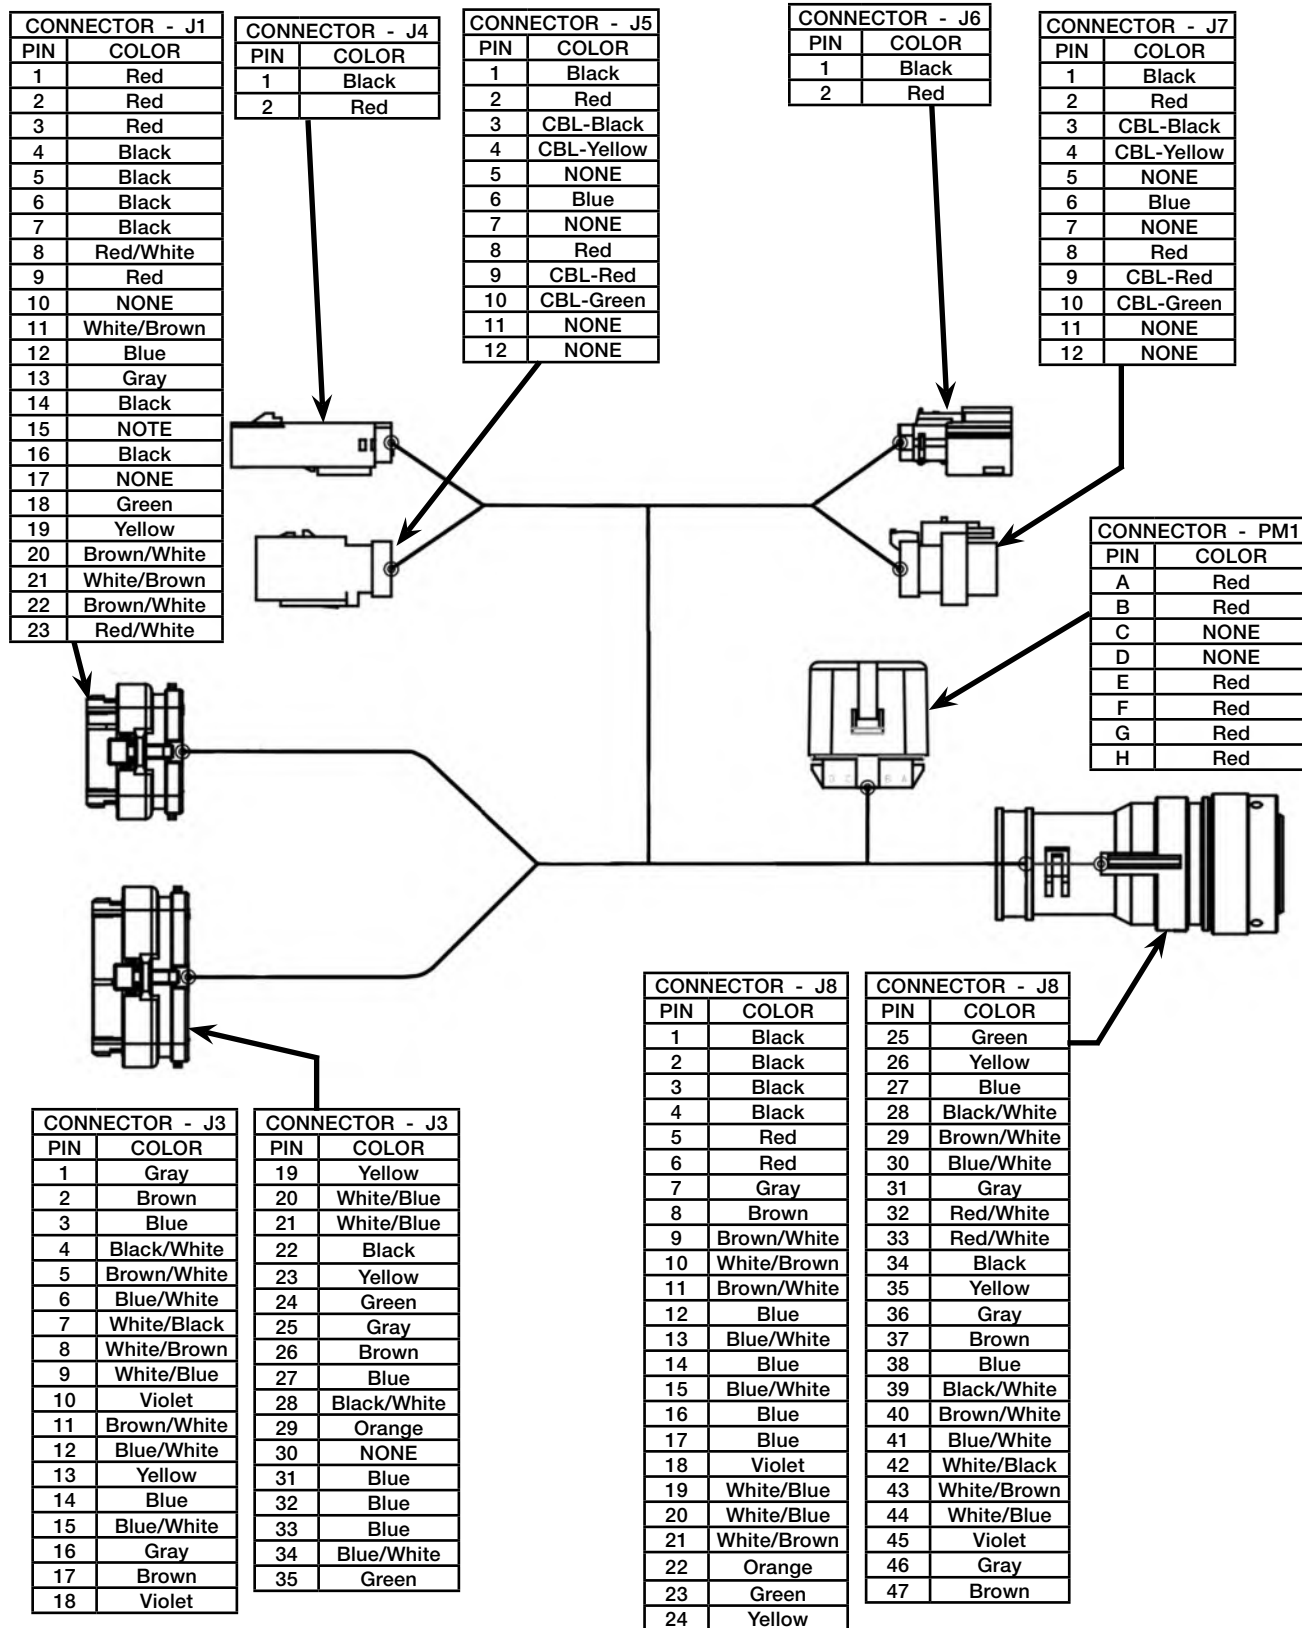 CONNECTOR - J1
PIN COLOR
1 Red
2 Red
3 Red
4 Black
5 Black
6 Black
7 Black
8 Red/White
9 Red
10 NONE
11 White/Brown
12 Blue
13 Gray
14 Black
15 NOTE
16 Black
17 NONE
18 Green
19 Yellow
20 Brown/White
21 White/Brown
22 Brown/White
23 Red/White
CONNECTOR - J4
PIN COLOR
1 Black
2 Red
CONNECTOR - J5
PIN COLOR
1 Black
2 Red
3 CBL-Black
4 CBL-Yellow
5 NONE
6 Blue
7 NONE
8 Red
9 CBL-Red
10 CBL-Green
11 NONE
12 NONE
CONNECTOR - J6
PIN COLOR
1 Black
2 Red
CONNECTOR - J7
PIN COLOR
1 Black
2 Red
3 CBL-Black
4 CBL-Yellow
5 NONE
6 Blue
7 NONE
8 Red
9 CBL-Red
10 CBL-Green
11 NONE
12 NONE
CONNECTOR - PM1
PIN COLOR
A Red
B Red
C NONE
D NONE
E Red
F Red
G Red
H Red
B A
CONNECTOR - J3
PIN COLOR
1 Gray
2 Brown
3 Blue
4 Black/White
5 Brown/White
6 Blue/White
7 White/Black
8 White/Brown
9 White/Blue
10 Violet
11 Brown/White
12 Blue/White
13 Yellow
14 Blue
15 Blue/White
16 Gray
17 Brown
18 Violet
CONNECTOR - J3
PIN COLOR
19 Yellow
20 White/Blue
21 White/Blue
22 Black
23 Yellow
24 Green
25 Gray
26 Brown
27 Blue
28 Black/White
29 Orange
30 NONE
31 Blue
32 Blue
33 Blue
34 Blue/White
35 Green
CONNECTOR - J8
PIN COLOR
1 Black
2 Black
3 Black
4 Black
5 Red
6 Red
7 Gray
8 Brown
9 Brown/White
10 White/Brown
11 Brown/White
12 Blue
13 Blue/White
14 Blue
15 Blue/White
16 Blue
17 Blue
18 Violet
19 White/Blue
20 White/Blue
21 White/Brown
22 Orange
23 Green
24 Yellow
CONNECTOR - J8
PIN COLOR
25 Green
26 Yellow
27 Blue
28 Black/White
29 Brown/White
30 Blue/White
31 Gray
32 Red/White
33 Red/White
34 Black
35 Yellow
36 Gray
37 Brown
38 Blue
39 Black/White
40 Brown/White
41 Blue/White
42 White/Black
43 White/Brown
44 White/Blue
45 Violet
46 Gray
47 Brown